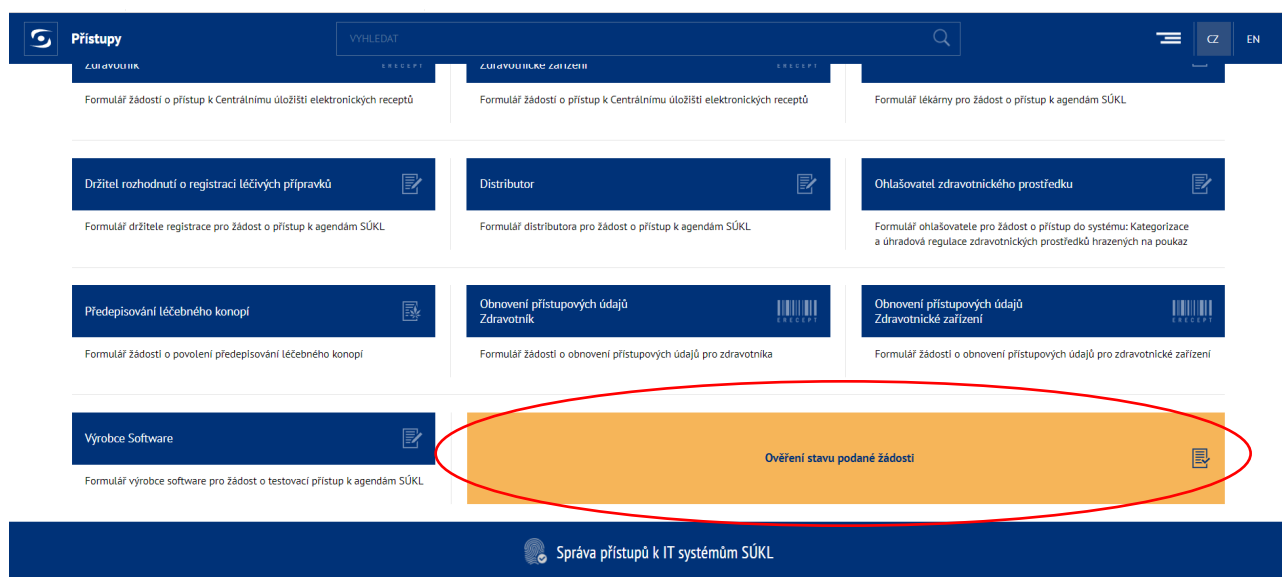 Přístupy
VYHLEDAT
CZ
EN
Zdravotník
ERECEPT
Zdravotnické zařízení
ERECEPT
Formulář žádostí o přístup k Centrálnímu úložišti elektronických receptů
Formulář žádostí o přístup k Centrálnímu úložišti elektronických receptů
Formulář lékárny pro žádost o přístup k agendám SÚKL
Držitel rozhodnutí o registraci léčivých přípravků
Distributor
Ohlašovatel zdravotnického prostředku
Formulář držitele registrace pro žádost o přístup k agendám SÚKL
Formulář distributora pro žádost o přístup k agendám SÚKL
Formulář ohlašovatele pro žádost o přístup do systému: Kategorizace
a úhradová regulace zdravotnických prostředků hrazených na poukaz
Předepisování léčebného konopí
Obnovení přístupových údajů
Zdravotník
ERECEPT
Obnovení přístupových údajů
Zdravotnické zařízení
ERECEPT
Formulář žádosti o povolení předepisování léčebného konopí
Formulář žádosti o obnovení přístupových údajů pro zdravotníka
Formulář žádosti o obnovení přístupových údajů pro zdravotnické zařízení
Výrobce Software
Ověření stavu podané žádosti
Formulář výrobce software pro žádost o testovací přístup k agendám SÚKL
Správa přístupů k IT systémům SÚKL